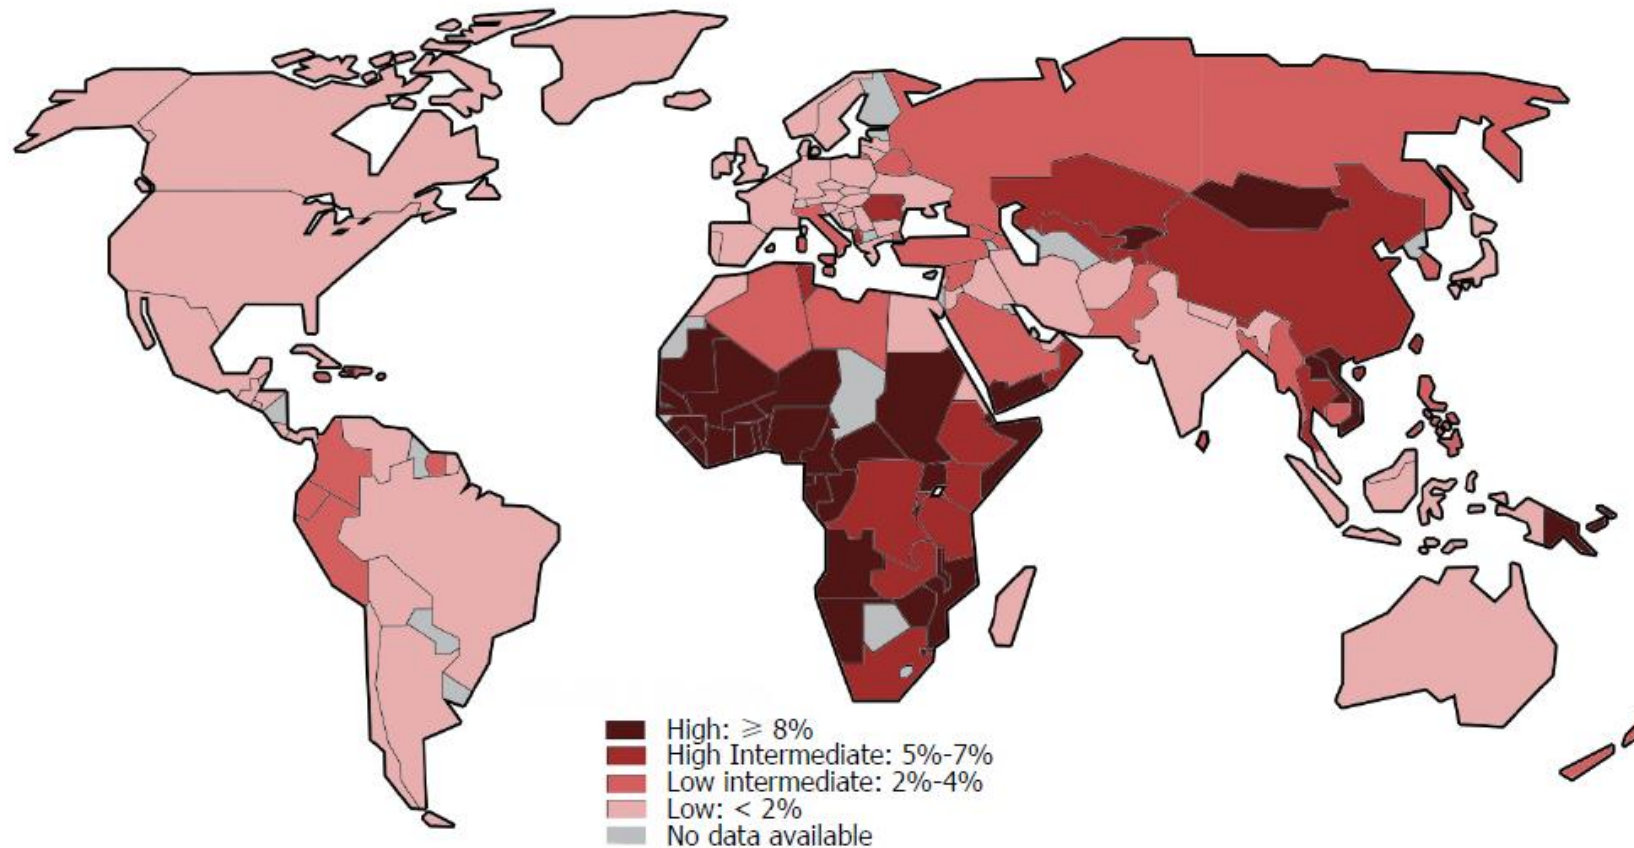 High: ⩾ 8%
High Intermediate: 5%-7%
Low intermediate: 2%-4%
Low: < 2%
No data available